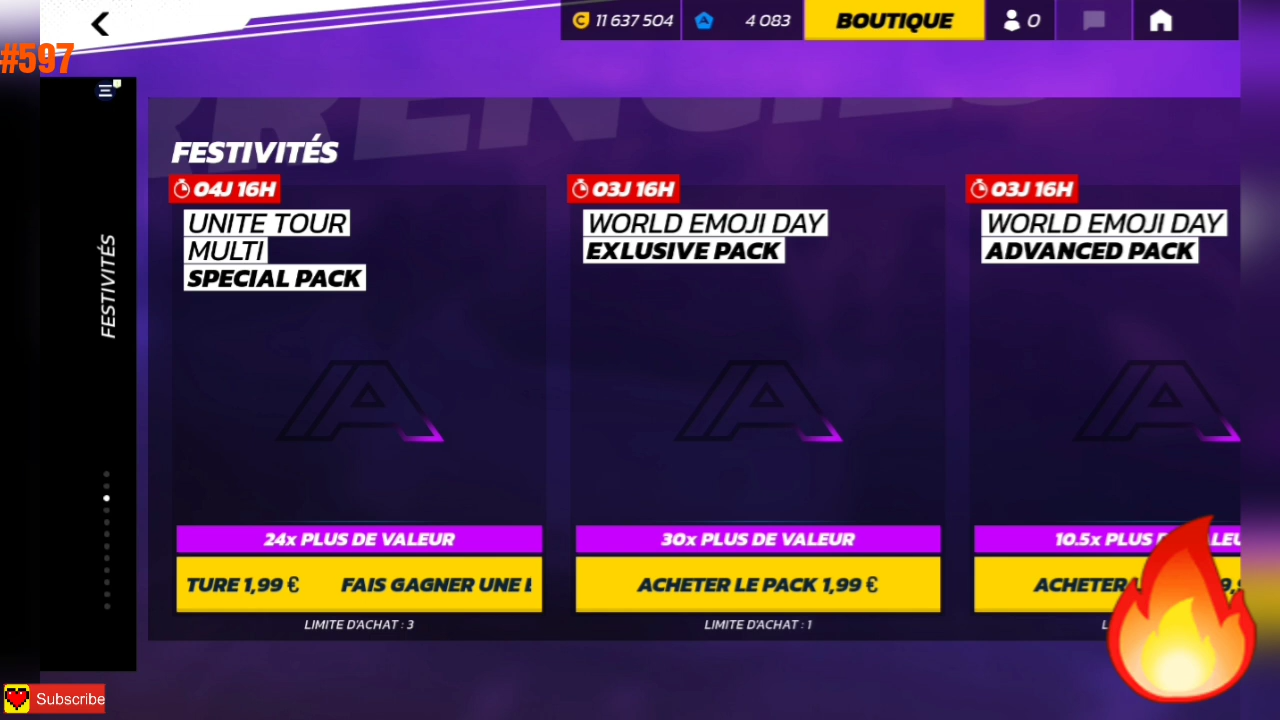 11 637 504
4 083
BOUTIQUE
0
#597
FESTIVITÉS
FESTIVITÉS
04J 16H
UNITE TOUR
MULTI
SPECIAL PACK
24x PLUS DE VALEUR
TURE 1,99 €
FAIS GAGNER UNE
LIMITE D'ACHAT : 3
03J 16H
WORLD EMOJI DAY
EXLUSIVE PACK
30x PLUS DE VALEUR
ACHETER LE PACK 1,99 €
LIMITE D'ACHAT : 1
03J 16H
WORLD EMOJI DAY
ADVANCED PACK
10.5x PLUS
ACHETER
Subscribe